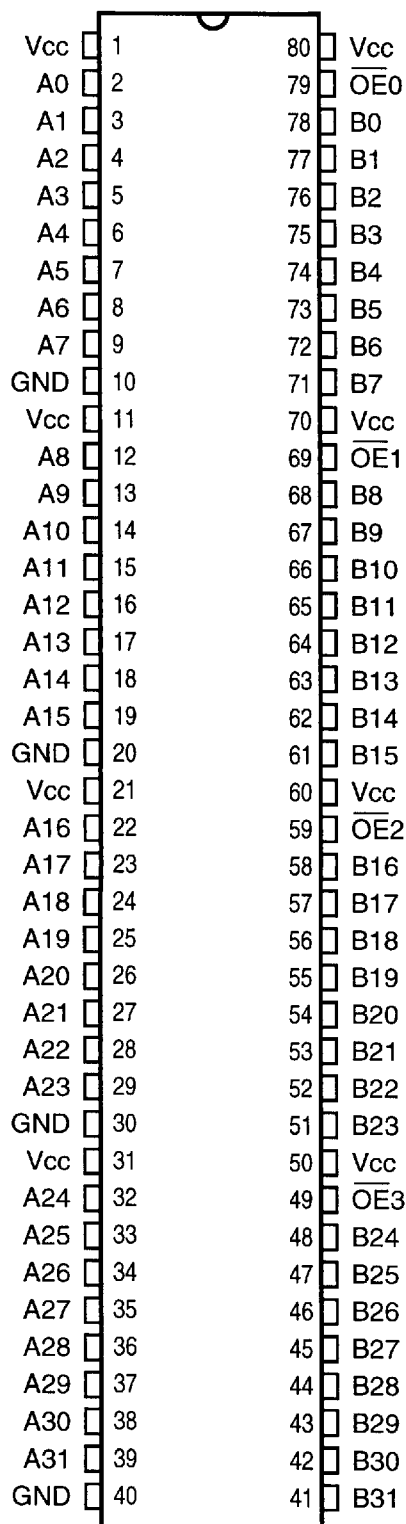 Vcc 1 80 Vcc
A0 2 79 O̅E̅0
A1 3 78 B0
A2 4 77 B1
A3 5 76 B2
A4 6 75 B3
A5 7 74 B4
A6 8 73 B5
A7 9 72 B6
GND 10 71 B7
Vcc 11 70 Vcc
A8 12 69 O̅E̅1
A9 13 68 B8
A10 14 67 B9
A11 15 66 B10
A12 16 65 B11
A13 17 64 B12
A14 18 63 B13
A15 19 62 B14
GND 20 61 B15
Vcc 21 60 Vcc
A16 22 59 O̅E̅2
A17 23 58 B16
A18 24 57 B17
A19 25 56 B18
A20 26 55 B19
A21 27 54 B20
A22 28 53 B21
A23 29 52 B22
GND 30 51 B23
Vcc 31 50 Vcc
A24 32 49 O̅E̅3
A25 33 48 B24
A26 34 47 B25
A27 35 46 B26
A28 36 45 B27
A29 37 44 B28
A30 38 43 B29
A31 39 42 B30
GND 40 41 B31